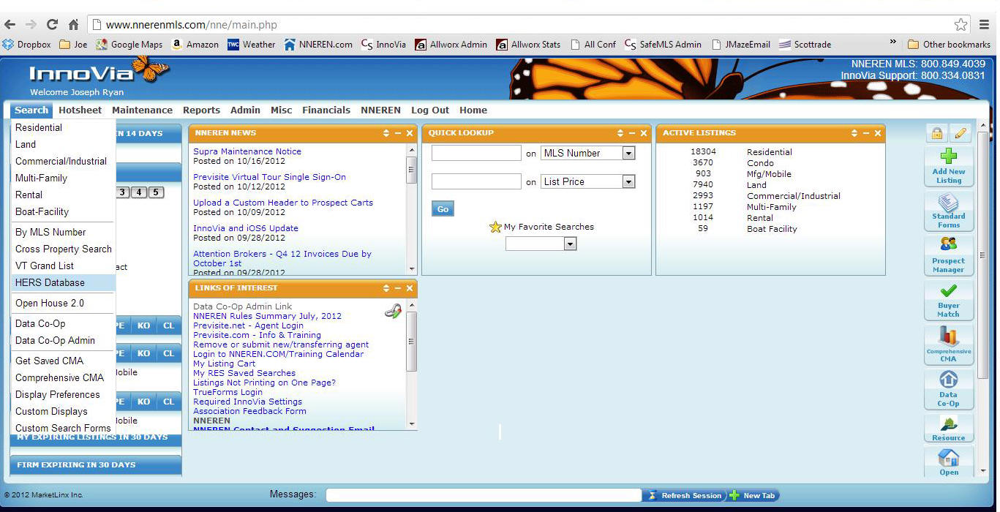 www.nnerenmls.com/nne/main.php
Dropbox Joe Google Maps Amazon TWC Weather NNEREN.com InnoVia Allworx Admin Allworx Stats All Conf SafeMLS Admin JMazeEmail Scottrade » Other bookmarks
InnoVia
NNEREN MLS: 800.849.4039
InnoVia Support: 800.334.0831
Welcome Joseph Ryan
Search Hotsheet Maintenance Reports Admin Misc Financials NNEREN Log Out Home
Residential
Land
Commercial/Industrial
Multi-Family
Rental
Boat-Facility
By MLS Number
Cross Property Search
VT Grand List
HERS Database
Open House 2.0
Data Co-Op
Data Co-Op Admin
Get Saved CMA
Comprehensive CMA
Display Preferences
Custom Displays
Custom Search Forms
IN 14 DAYS
3 4 5
act
PE KO CL
PE KO CL
Mobile
PE KO CL
Mobile
MY EXPIRING LISTINGS IN 30 DAYS
FIRM EXPIRING IN 30 DAYS
NNEREN NEWS
Supra Maintenance Notice
Posted on 10/16/2012
Previsite Virtual Tour Single Sign-On
Posted on 10/12/2012
Upload a Custom Header to Prospect Carts
Posted on 10/09/2012
InnoVia and iOS6 Update
Posted on 09/28/2012
Attention Brokers - Q4 12 Invoices Due by
October 1st
Posted on 09/28/2012
QUICK LOOKUP
on MLS Number
on List Price
Go
My Favorite Searches
ACTIVE LISTINGS
18304 Residential
3670 Condo
903 Mfg/Mobile
7940 Land
2993 Commercial/Industrial
1197 Multi-Family
1014 Rental
59 Boat Facility
LINKS OF INTEREST
Data Co-Op Admin Link
NNEREN Rules Summary July, 2012
Previsite.net - Agent Login
Previsite.com - Info & Training
Remove or submit new/transferring agent
Login to NNEREN.COM/Training Calendar
My Listing Cart
My RES Saved Searches
Listings Not Printing on One Page?
TrueForms Login
Required InnoVia Settings
Association Feedback Form
NNEREN
NNEREN Contact and Suggestion Email
Add New
Listing
Standard
Forms
Prospect
Manager
Buyer
Match
Comprehensive
CMA
Data
Co-Op
Resource
Open
© 2012 MarketLinx Inc.
Messages:
Refresh Session
New Tab